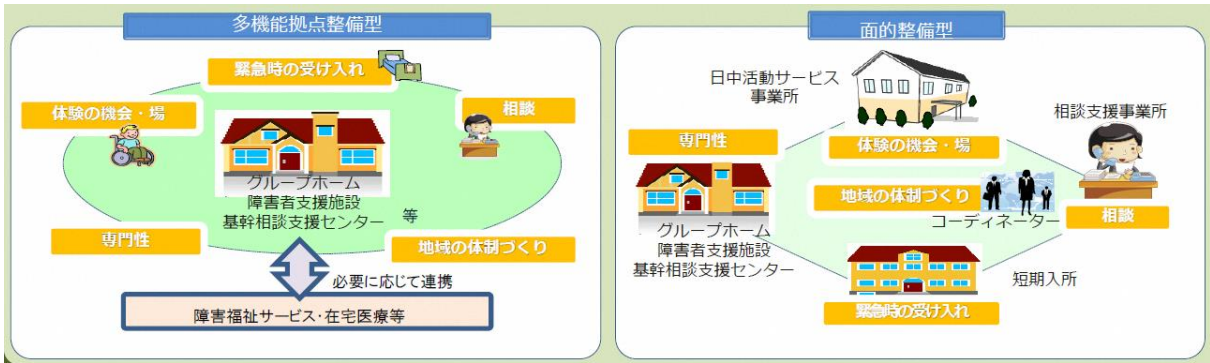 多機能拠点整備型
緊急時の受け入れ
体験の機会・場
相談
グループホーム
障害者支援施設
基幹相談支援センター 等
専門性
地域の体制づくり
必要に応じて連携
障害福祉サービス・在宅医療等
面的整備型
日中活動サービス
事業所
相談支援事業所
専門性
体験の機会・場
地域の体制づくり
コーディネーター
相談
グループホーム
障害者支援施設
基幹相談支援センター
短期入所
緊急時の受け入れ